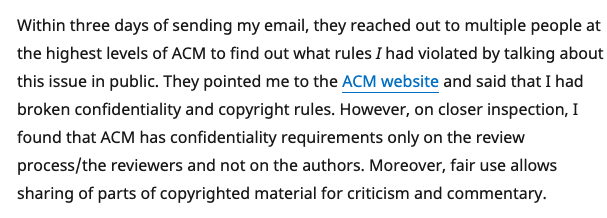 Within three days of sending my email, they reached out to multiple people at
the highest levels of ACM to find out what rules I had violated by talking about
this issue in public. They pointed me to the ACM website and said that I had
broken confidentiality and copyright rules. However, on closer inspection, I
found that ACM has confidentiality requirements only on the review
process/the reviewers and not on the authors. Moreover, fair use allows
sharing of parts of copyrighted material for criticism and commentary.